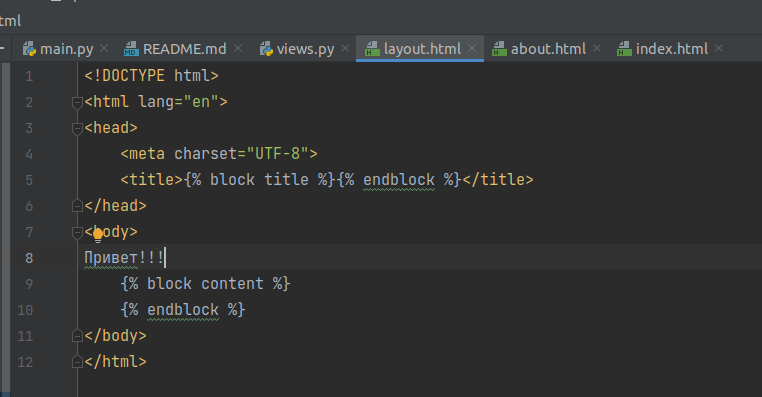 tml
main.py README.md views.py layout.html about.html index.html
1 <!DOCTYPE html>
2 <html lang="en">
3 <head>
4 <meta charset="UTF-8">
5 <title>{% block title %}{% endblock %}</title>
6 </head>
7 <body>
8 Привет!!!
9 {% block content %}
10 {% endblock %}
11 </body>
12 </html>